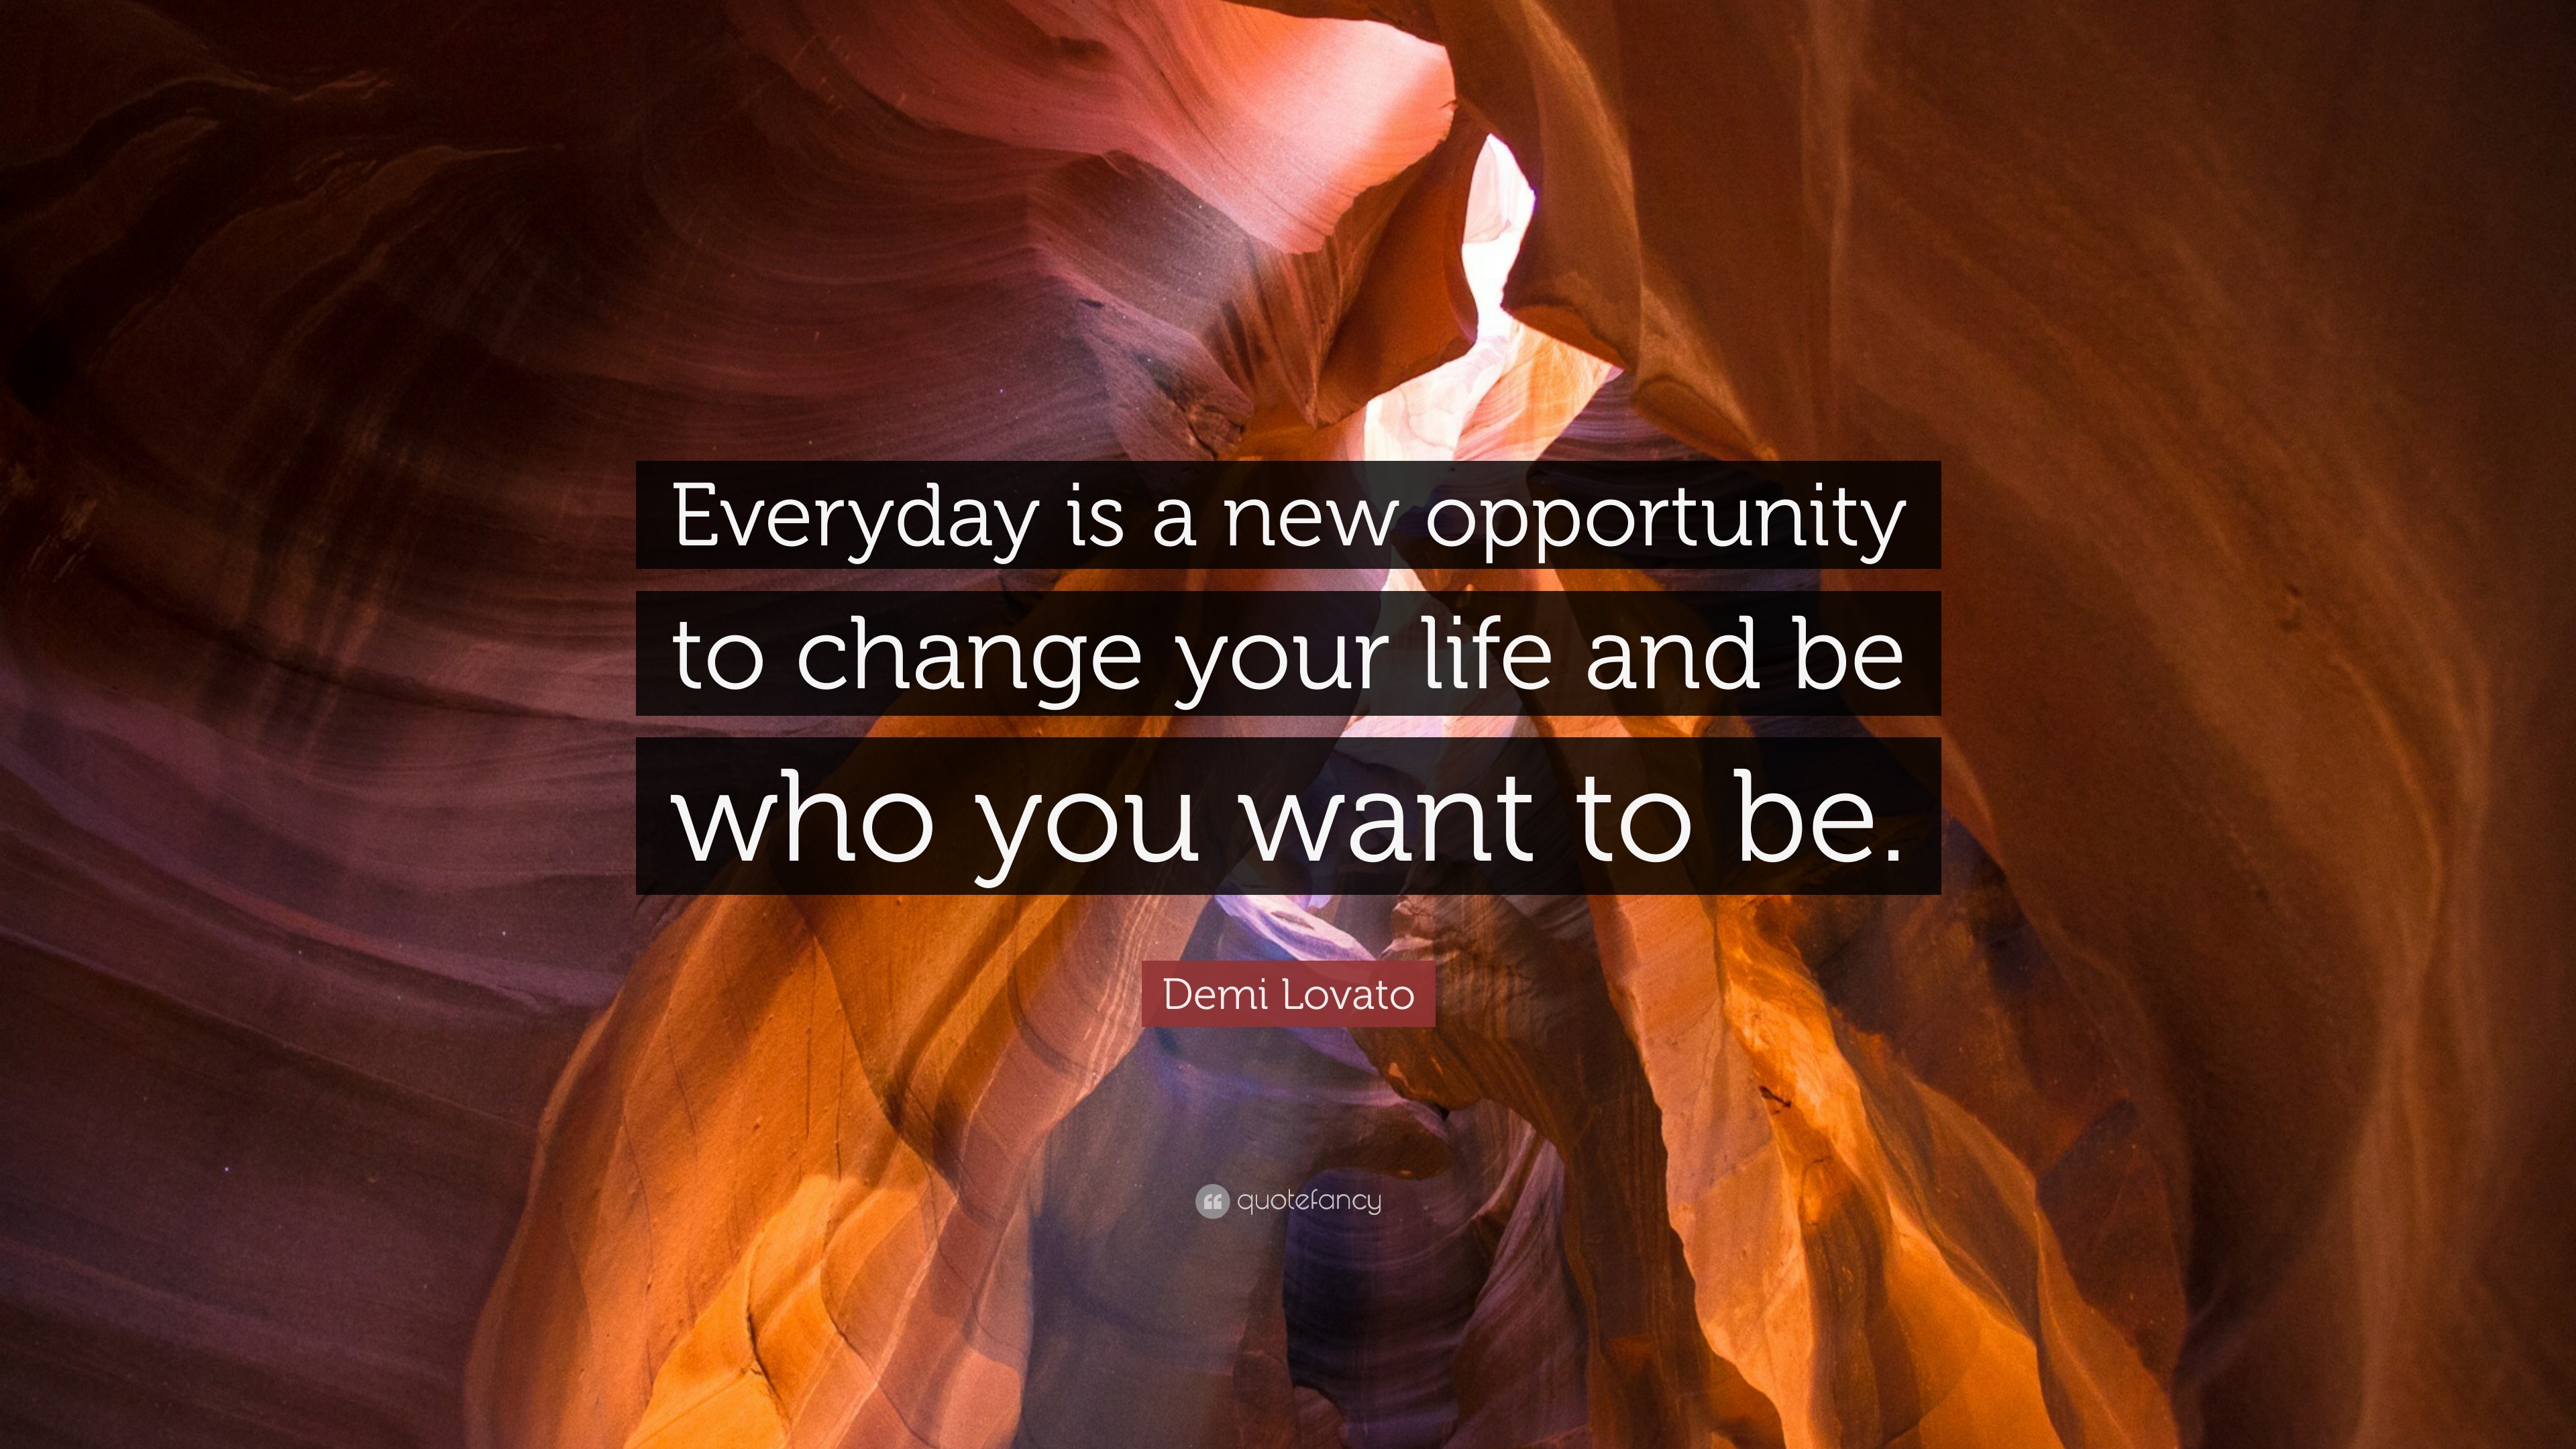 Everyday is a new opportunity
to change your life and be
who you want to be.
Demi Lovato
quotefancy